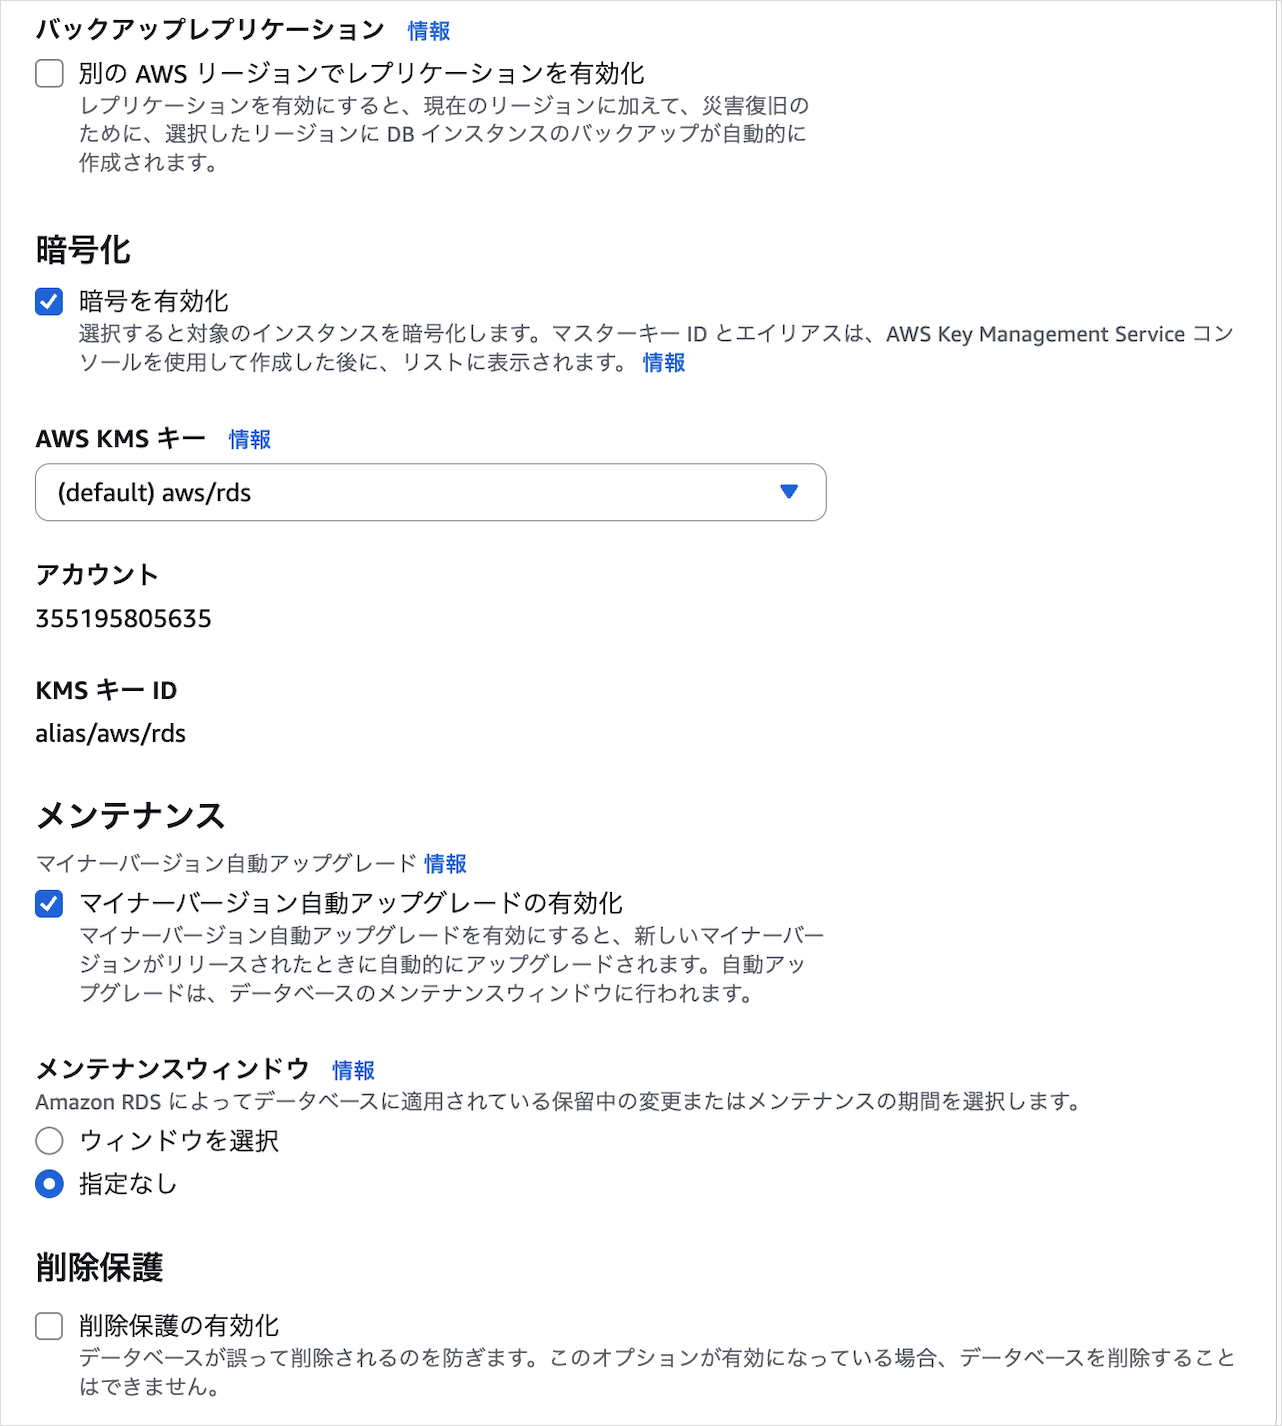 バックアップレプリケーション 情報
別の AWS リージョンでレプリケーションを有効化
レプリケーションを有効にすると、現在のリージョンに加えて、災害復旧の
ために、選択したリージョンに DB インスタンスのバックアップが自動的に
作成されます。
暗号化
暗号を有効化
選択すると対象のインスタンスを暗号化します。マスターキー ID とエイリアスは、AWS Key Management Service コン
ソールを使用して作成した後に、リストに表示されます。 情報
AWS KMS キー 情報
(default) aws/rds
アカウント
355195805635
KMS キー ID
alias/aws/rds
メンテナンス
マイナーバージョン自動アップグレード 情報
マイナーバージョン自動アップグレードの有効化
マイナーバージョン自動アップグレードを有効にすると、新しいマイナーバー
ジョンがリリースされたときに自動的にアップグレードされます。自動アッ
プグレードは、データベースのメンテナンスウィンドウに行われます。
メンテナンスウィンドウ 情報
Amazon RDS によってデータベースに適用されている保留中の変更またはメンテナンスの期間を選択します。
ウィンドウを選択
指定なし
削除保護
削除保護の有効化
データベースが誤って削除されるのを防ぎます。このオプションが有効になっている場合、データベースを削除すること
はできません。